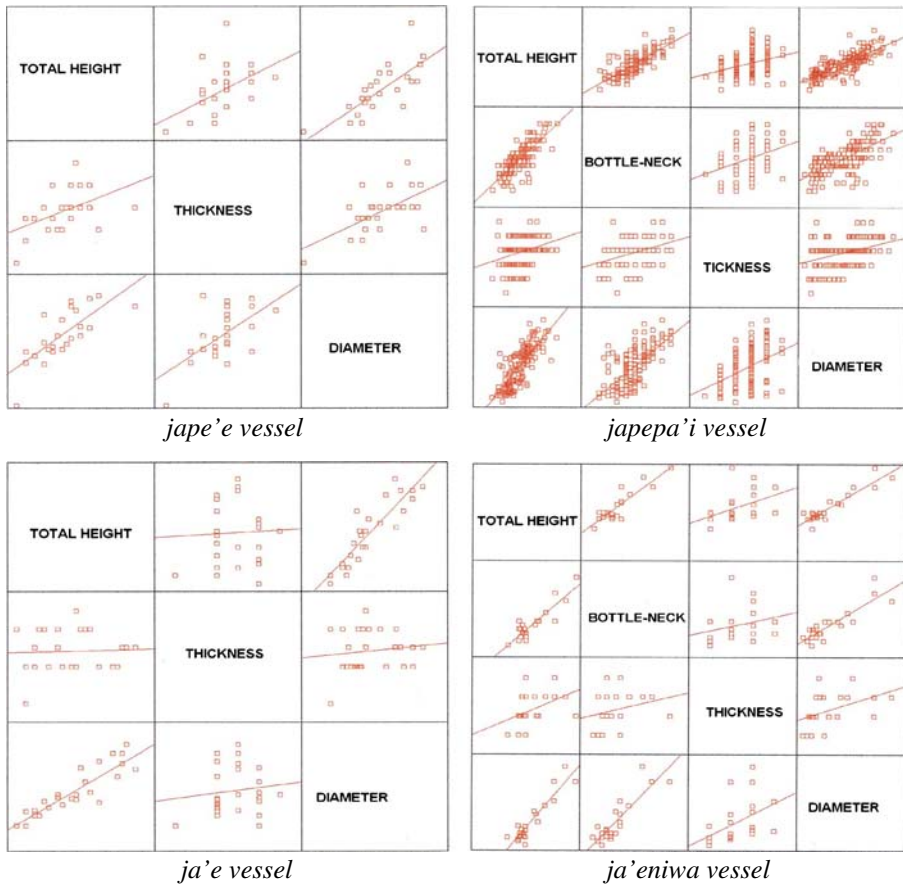 TOTAL HEIGHT
THICKNESS
DIAMETER
jape'e vessel
TOTAL HEIGHT
BOTTLE-NECK
TICKNESS
DIAMETER
japepa'i vessel
TOTAL HEIGHT
THICKNESS
DIAMETER
ja'e vessel
TOTAL HEIGHT
BOTTLE-NECK
THICKNESS
DIAMETER
ja'eniwa vessel